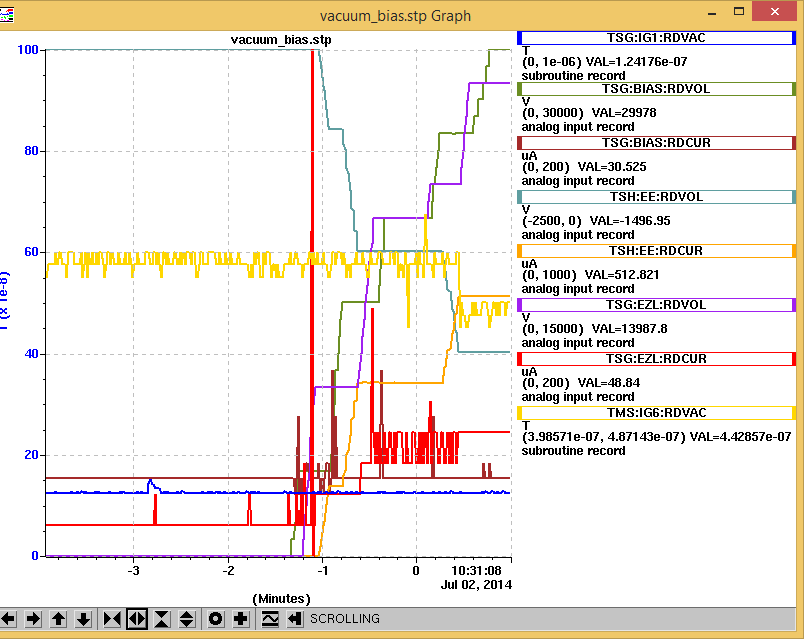 vacuum_bias.stp Graph
vacuum_bias.stp
100
80
60
40
20
0
T (x 1e-8)
-3
-2
-1
0
10:31:08
Jul 02, 2014
(Minutes)
TSG:IG1:RDVAC
T
(0, 1e-06) VAL=1.24176e-07
subroutine record
TSG:BIAS:RDVOL
V
(0, 30000) VAL=29978
analog input record
TSG:BIAS:RDCUR
uA
(0, 200) VAL=30.525
analog input record
TSH:EE:RDVOL
V
(-2500, 0) VAL=-1496.95
analog input record
TSH:EE:RDCUR
uA
(0, 1000) VAL=512.821
analog input record
TSG:EZL:RDVOL
V
(0, 15000) VAL=13987.8
analog input record
TSG:EZL:RDCUR
uA
(0, 200) VAL=48.84
analog input record
TMS:IG6:RDVAC
T
(3.98571e-07, 4.87143e-07) VAL=4.42857e-07
subroutine record
SCROLLING